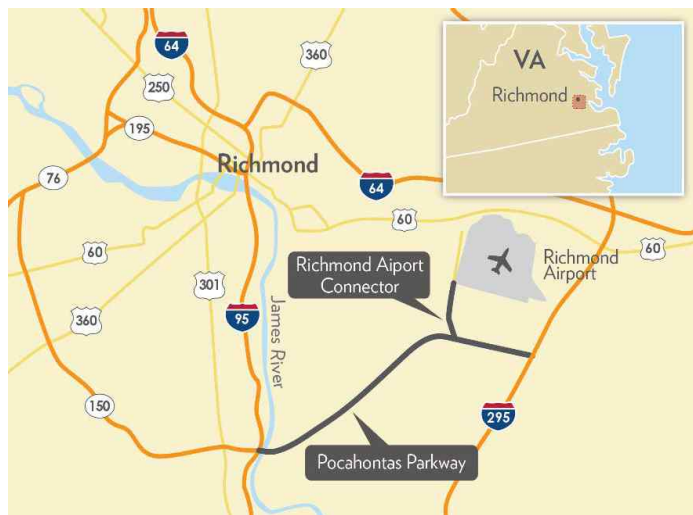 64
360
250
VA
Richmond
195
Richmond
76
64
60
60
Richmond
Airport
60
Richmond Aiport
Connector
301
95
James River
360
150
295
Pocahontas Parkway